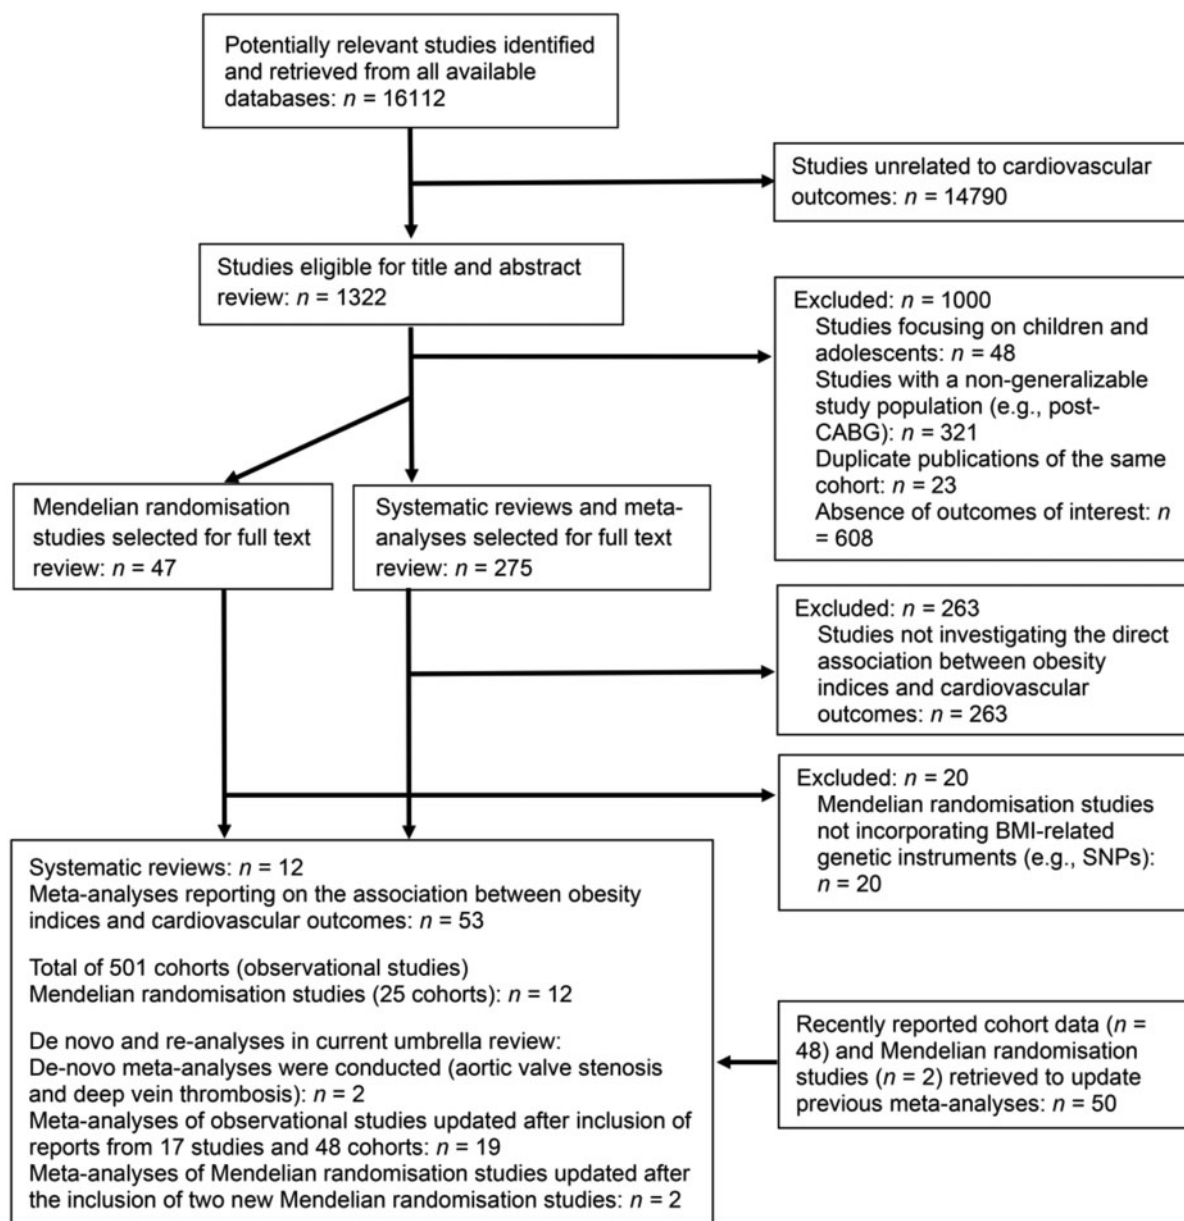 Potentially relevant studies identified
and retrieved from all available
databases: n = 16112
Studies unrelated to cardiovascular
outcomes: n = 14790
Studies eligible for title and abstract
review: n = 1322
Excluded: n = 1000
Studies focusing on children and
adolescents: n = 48
Studies with a non-generalizable
study population (e.g., post-
CABG): n = 321
Duplicate publications of the same
cohort: n = 23
Absence of outcomes of interest: n
= 608
Mendelian randomisation
studies selected for full text
review: n = 47
Systematic reviews and meta-
analyses selected for full text
review: n = 275
Excluded: n = 263
Studies not investigating the direct
association between obesity
indices and cardiovascular
outcomes: n = 263
Excluded: n = 20
Mendelian randomisation studies
not incorporating BMI-related
genetic instruments (e.g., SNPs):
n = 20
Systematic reviews: n = 12
Meta-analyses reporting on the association between obesity
indices and cardiovascular outcomes: n = 53
Total of 501 cohorts (observational studies)
Mendelian randomisation studies (25 cohorts): n = 12
De novo and re-analyses in current umbrella review:
De-novo meta-analyses were conducted (aortic valve stenosis
and deep vein thrombosis): n = 2
Meta-analyses of observational studies updated after inclusion of
reports from 17 studies and 48 cohorts: n = 19
Meta-analyses of Mendelian randomisation studies updated after
the inclusion of two new Mendelian randomisation studies: n = 2
Recently reported cohort data (n =
48) and Mendelian randomisation
studies (n = 2) retrieved to update
previous meta-analyses: n = 50